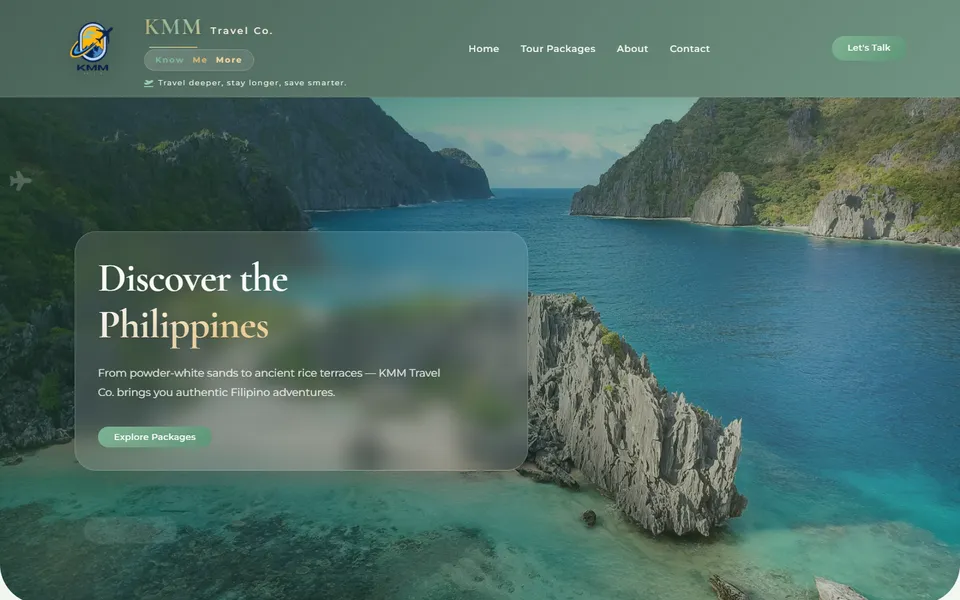 KMM
KMM Travel Co.
Know Me More
Travel deeper, stay longer, save smarter.
Home
Tour Packages
About
Contact
Let's Talk
Discover the
Philippines
From powder-white sands to ancient rice terraces — KMM Travel
Co. brings you authentic Filipino adventures.
Explore Packages